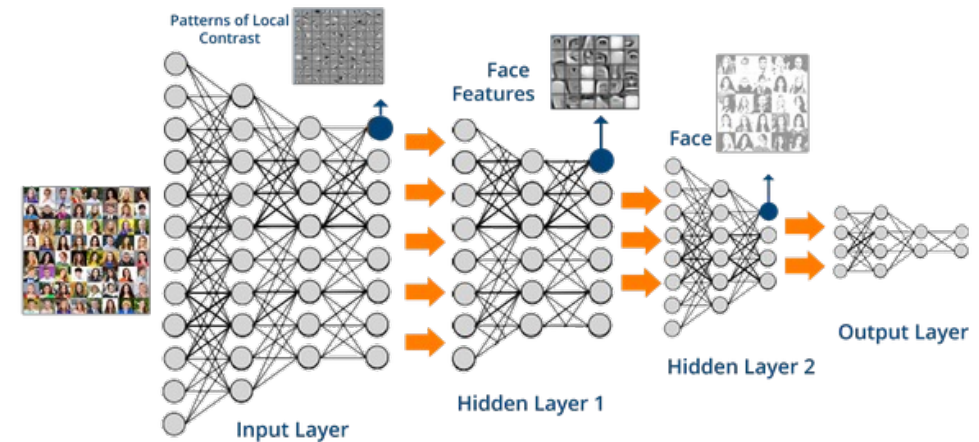 Patterns of Local
Contrast
Face
Features
Face
Input Layer
Hidden Layer 1
Hidden Layer 2
Output Layer